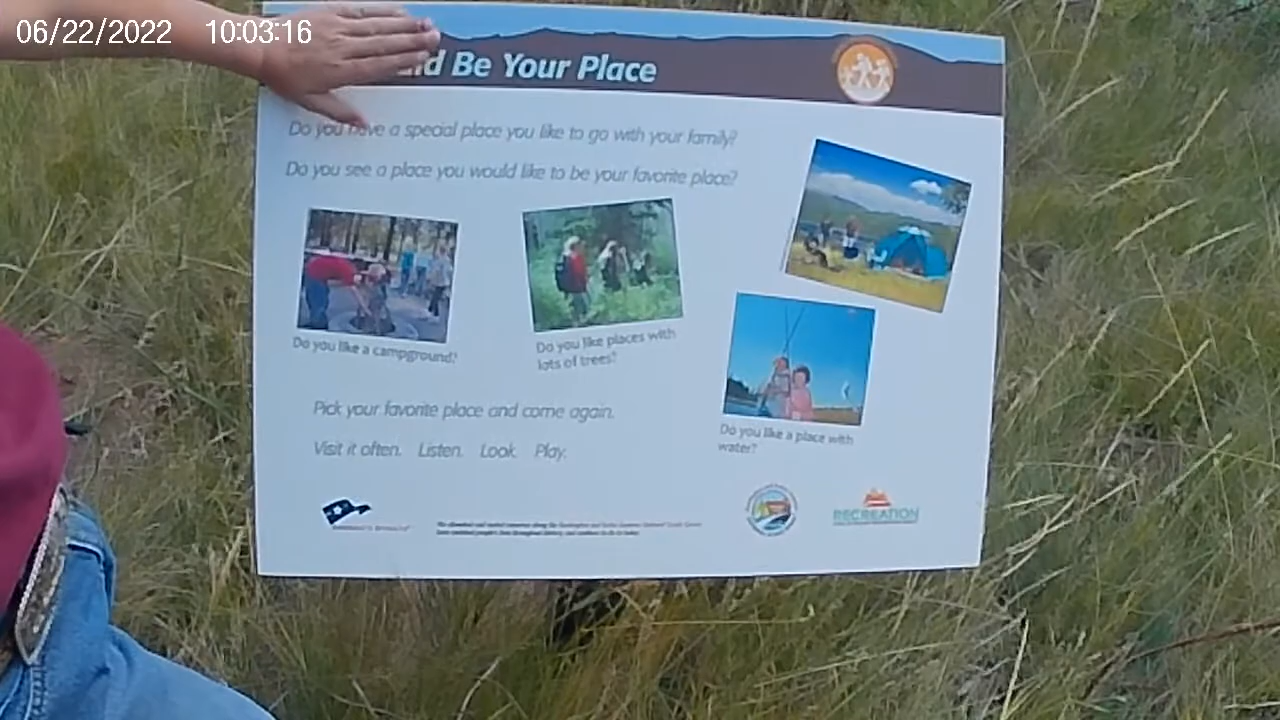 06/22/2022 10:03:16
Be Your Place
Do you have a special place you like to go with your family?
Do you see a place you would like to be your favorite place?
Do you like a campground?
Do you like places with
lots of trees?
Do you like a place with
water?
Pick your favorite place and come again.
Visit it often. Listen. Look. Play.
RECREATION